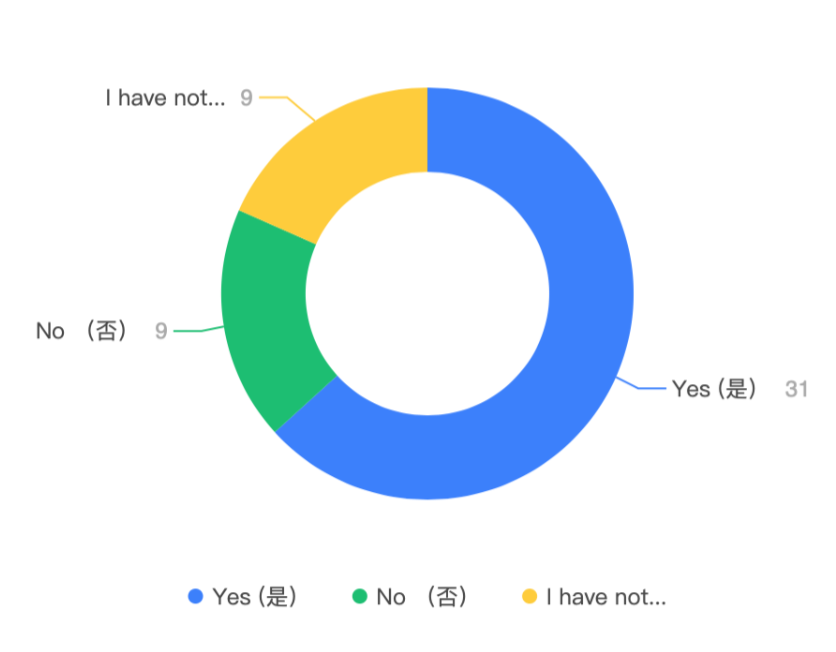 I have not... 9
No （否） 9
Yes (是) 31
Yes (是) No （否） I have not...